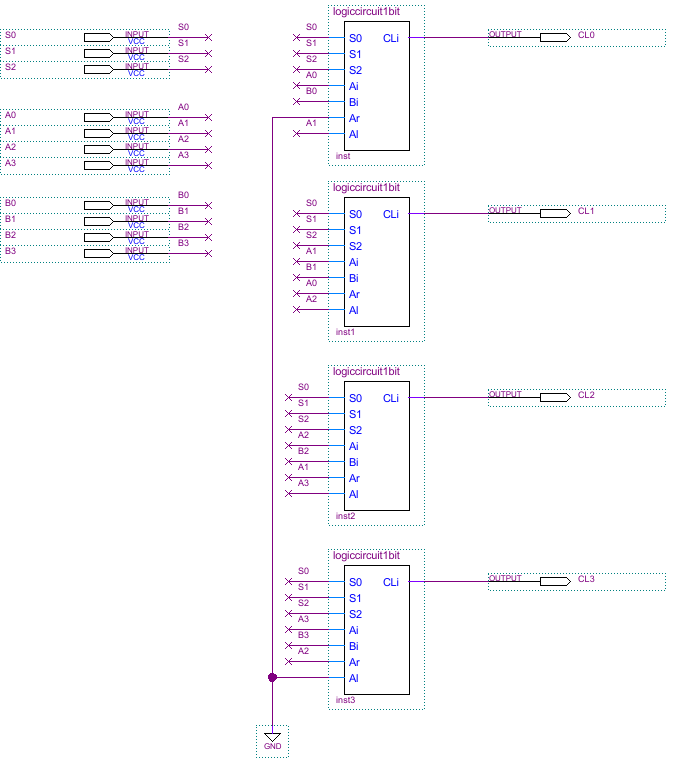 S0 INPUT VCC S0
S1 INPUT VCC S1
S2 INPUT VCC S2
A0 INPUT VCC A0
A1 INPUT VCC A1
A2 INPUT VCC A2
A3 INPUT VCC A3
B0 INPUT VCC B0
B1 INPUT VCC B1
B2 INPUT VCC B2
B3 INPUT VCC B3
logiccircuit1bit
S0 S0 CLi OUTPUT CL0
S1 S1
S2 S2
A0 Ai
B0 Bi
Ar
A1 Al
inst
logiccircuit1bit
S0 S0 CLi OUTPUT CL1
S1 S1
S2 S2
A1 Ai
B1 Bi
A0 Ar
A2 Al
inst1
logiccircuit1bit
S0 S0 CLi OUTPUT CL2
S1 S1
S2 S2
A2 Ai
B2 Bi
A1 Ar
A3 Al
inst2
logiccircuit1bit
S0 S0 CLi OUTPUT CL3
S1 S1
S2 S2
A3 Ai
B3 Bi
A2 Ar
Al
inst3
GND